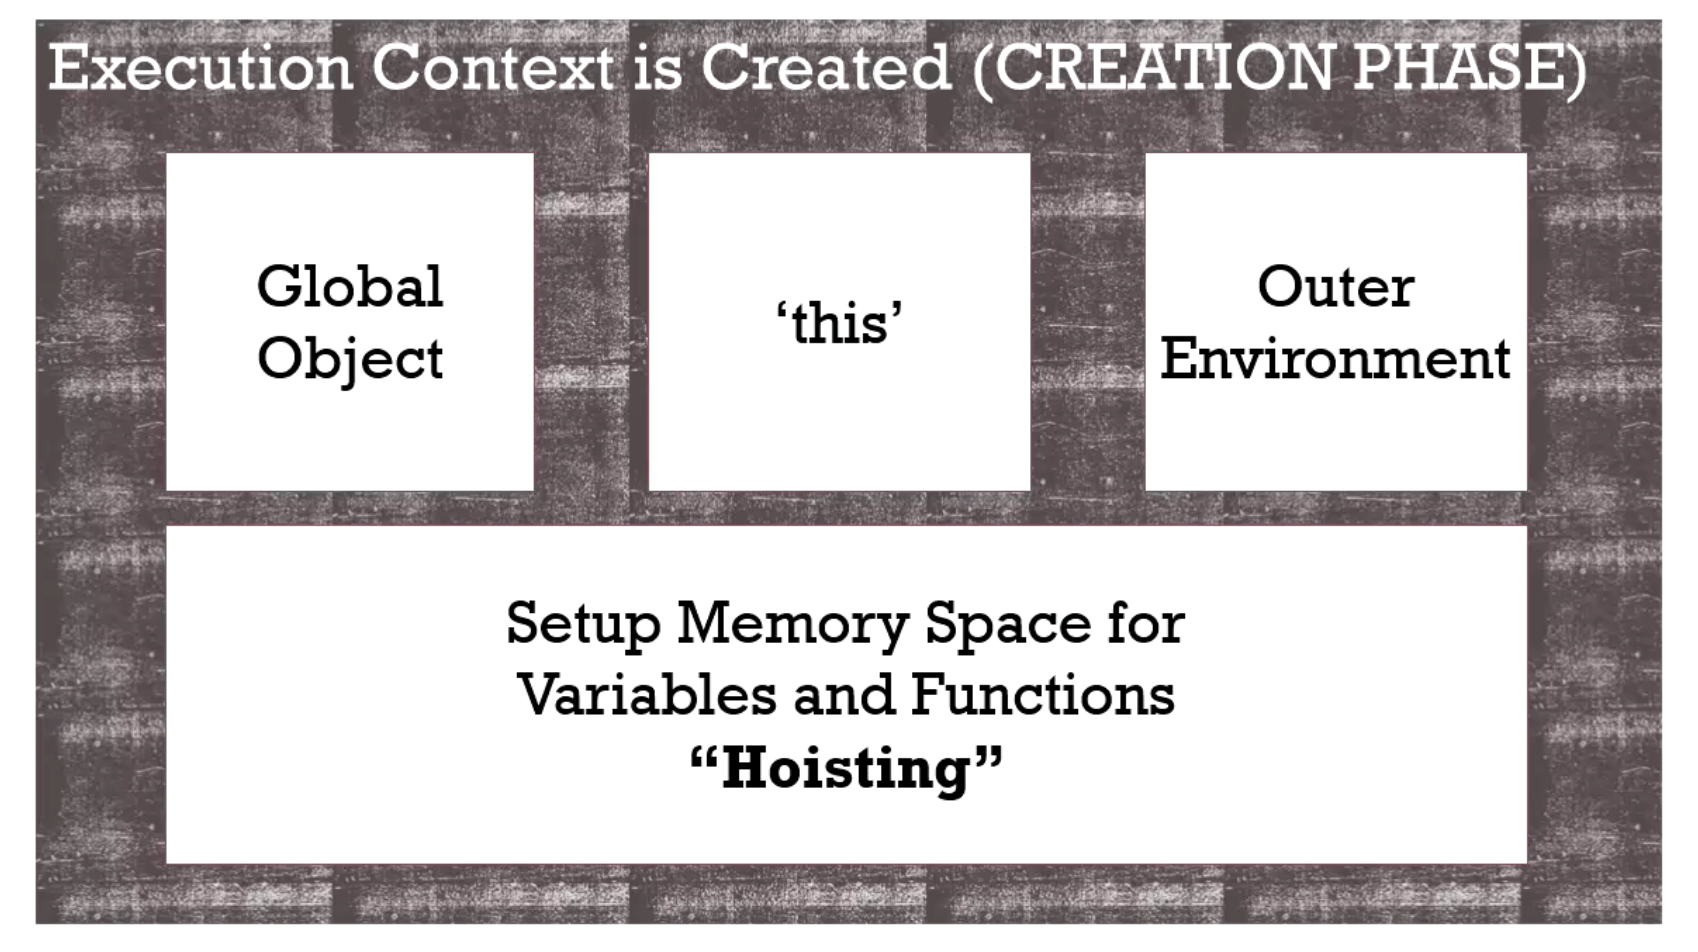 Execution Context is Created (CREATION PHASE)
Global
Object
‘this’
Outer
Environment
Setup Memory Space for
Variables and Functions
“Hoisting”